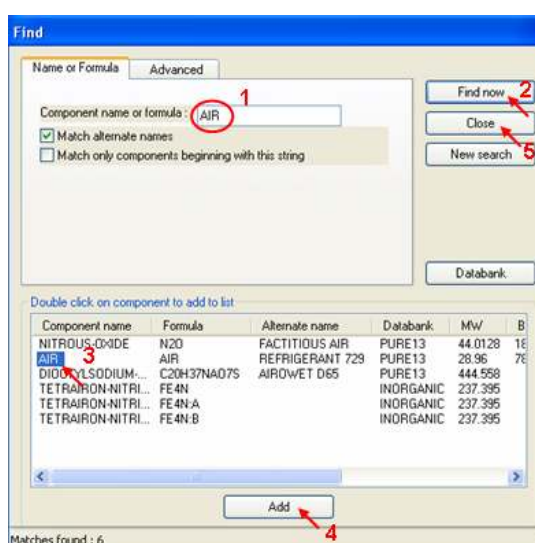 Find
Name or Formula Advanced
1
Find now 2
Component name or formula : AIR
Close
Match alternate names
5
Match only components beginning with this string
New search
Databank
Double click on component to add to list
Component name Formula Alternate name Databank MW B
NITROUS-OXIDE N2O FACTITIOUS AIR PURE13 44.0128 18
AIR 3 AIR REFRIGERANT 729 PURE13 28.96 78
DIOCTYLSODIUM-... C20H37NAO7S AIROWET D65 PURE13 444.558
TETRAIRON-NITRI... FE4N INORGANIC 237.395
TETRAIRON-NITRI... FE4N:A INORGANIC 237.395
TETRAIRON-NITRI... FE4N:B INORGANIC 237.395
Add
4
Matches found : 6